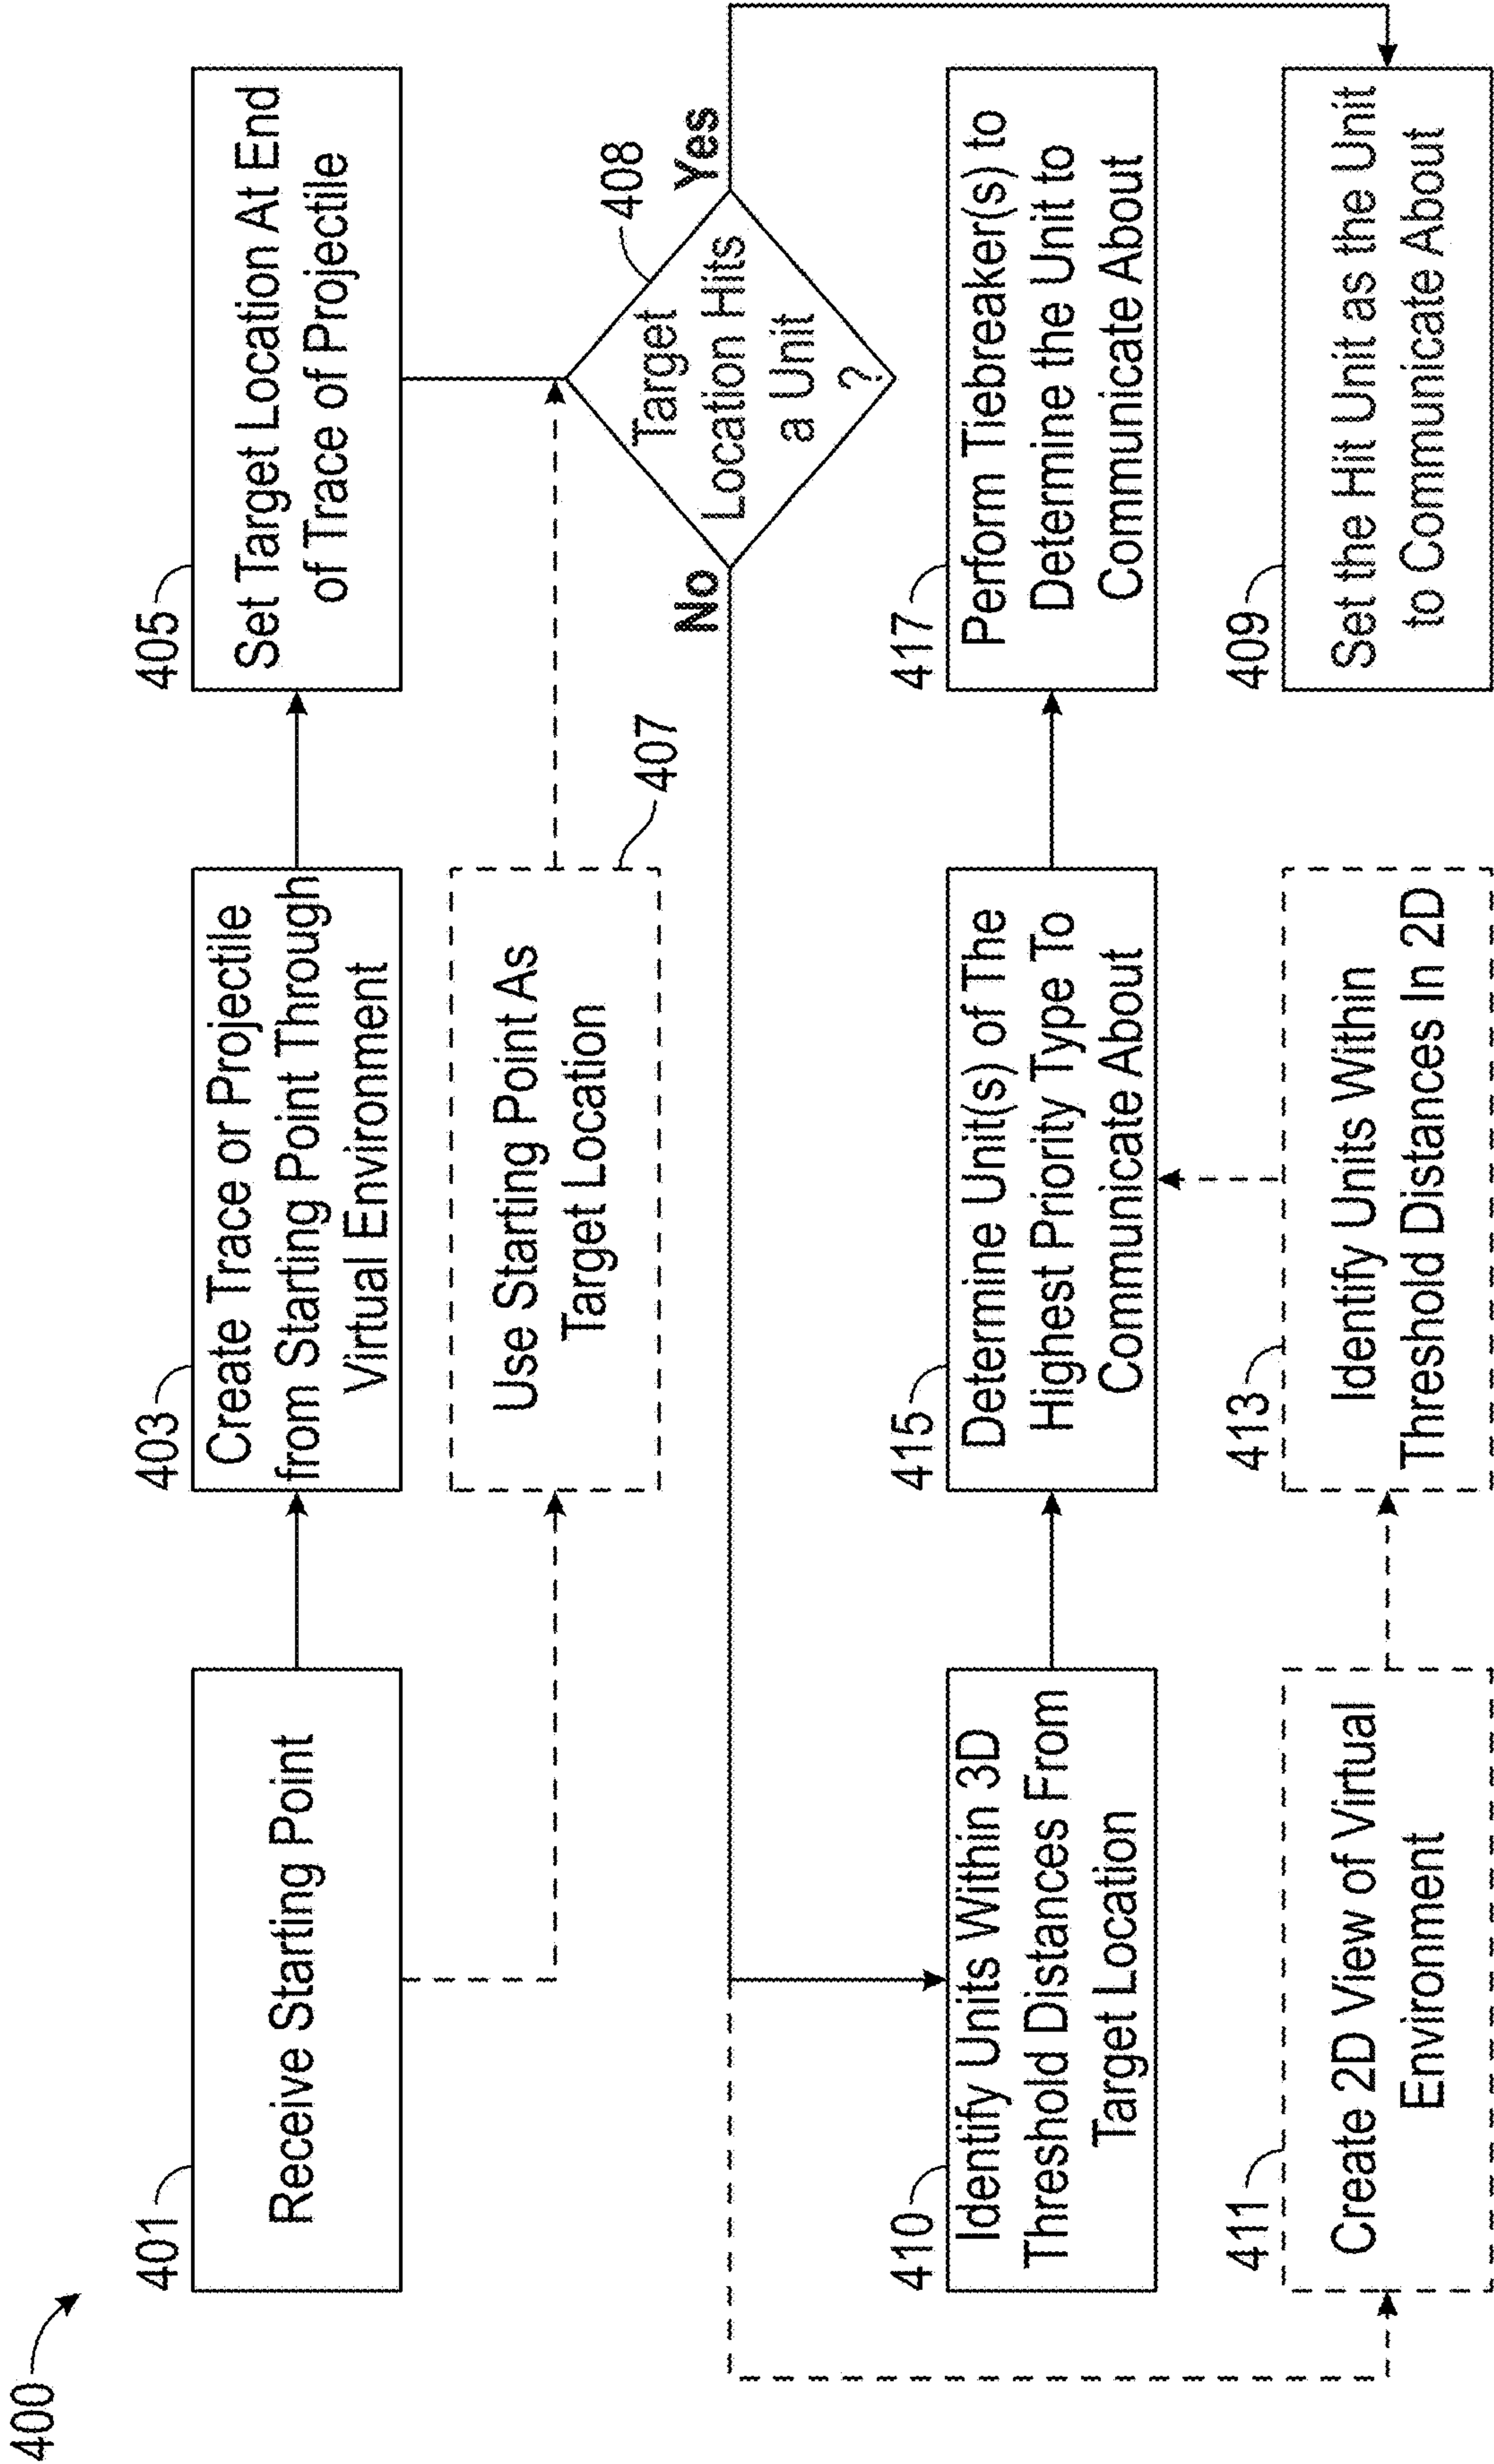 400
401
Receive Starting Point
403
Create Trace or Projectile
from Starting Point Through
Virtual Environment
405
Set Target Location At End
of Trace of Projectile
Use Starting Point As
Target Location
407
408
Target
Location Hits
a Unit
?
No
Yes
410
Identify Units Within 3D
Threshold Distances From
Target Location
415
Determine Unit(s) of The
Highest Priority Type To
Communicate About
417
Perform Tiebreaker(s) to
Determine the Unit to
Communicate About
411
Create 2D View of Virtual
Environment
413
Identify Units Within
Threshold Distances In 2D
409
Set the Hit Unit as the Unit
to Communicate About